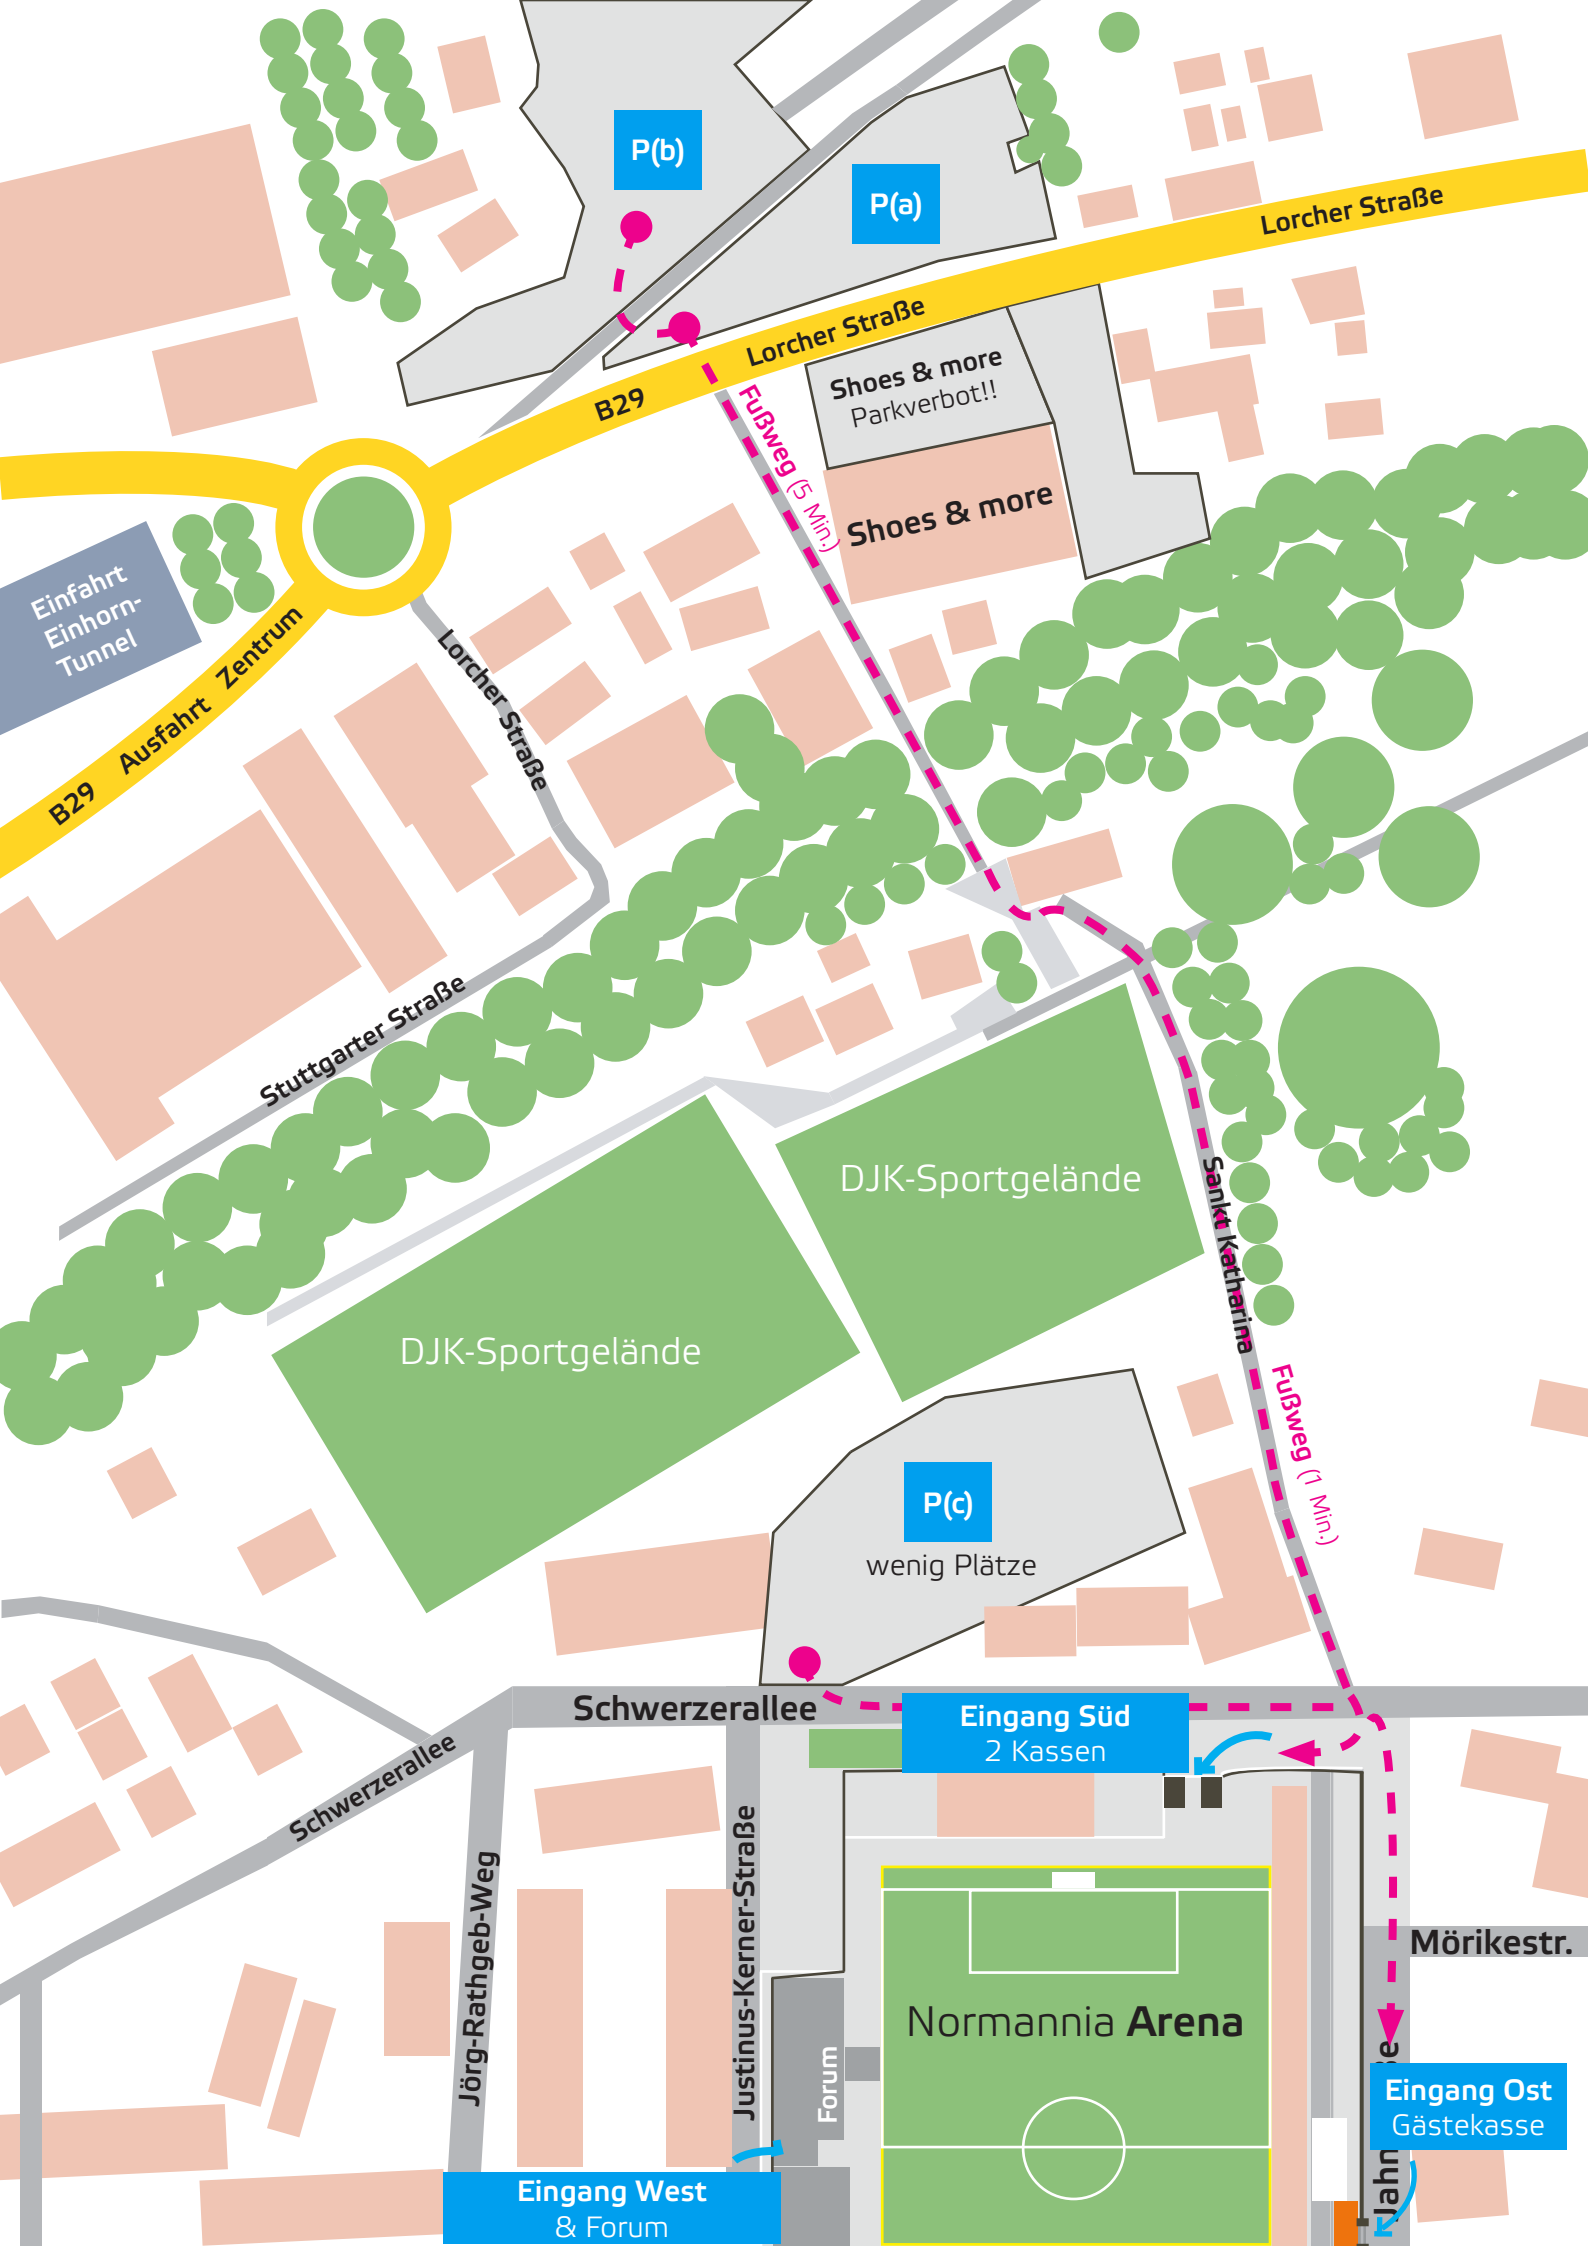 P(b)
P(a)
Lorcher Straße
Lorcher Straße
B29
Shoes & more
Parkverbot!!
Fußweg (5 Min.)
Shoes & more
Einfahrt
Einhorn-
Tunnel
B29 Ausfahrt Zentrum
Lorcher Straße
Stuttgarter Straße
DJK-Sportgelände
DJK-Sportgelände
Sankt Katharina
Fußweg (1 Min.)
P(c)
wenig Plätze
Schwerzerallee
Eingang Süd
2 Kassen
Schwerzerallee
Jörg-Rathgeb-Weg
Justinus-Kerner-Straße
Mörikestr.
Normannia Arena
Forum
Eingang Ost
Gästekasse
Eingang West
& Forum